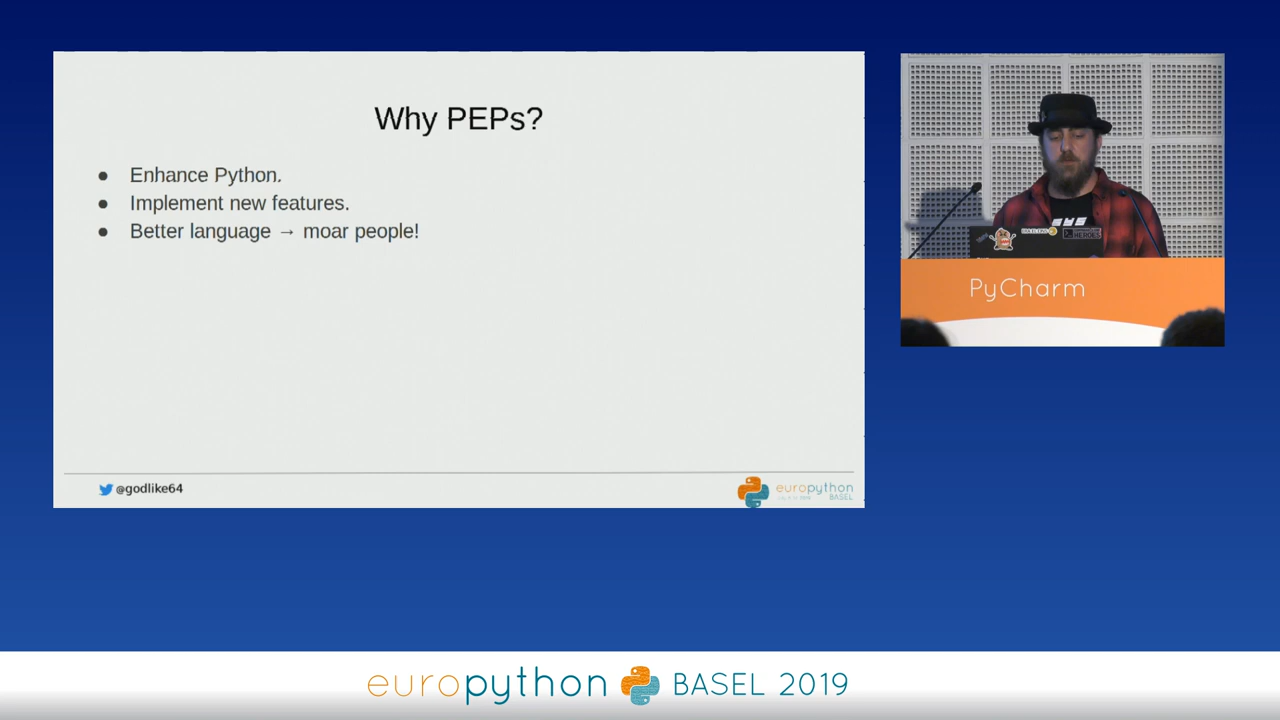 Why PEPs?
● Enhance Python.
● Implement new features.
● Better language → moar people!
@godlike64
europython
BASEL
PyCharm
europython BASEL 2019